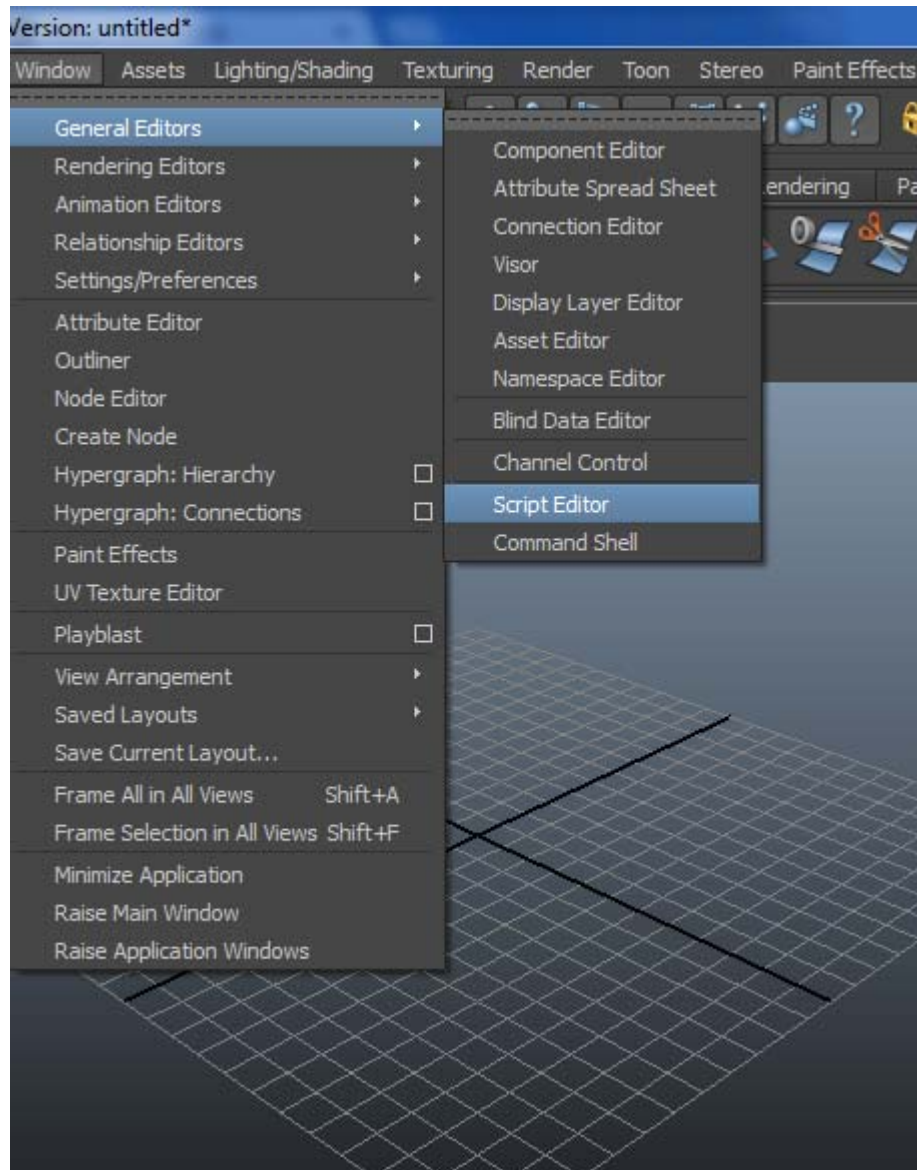 Version: untitled*
Window Assets Lighting/Shading Texturing Render Toon Stereo Paint Effects
General Editors
Rendering Editors
Animation Editors
Relationship Editors
Settings/Preferences
Attribute Editor
Outliner
Node Editor
Create Node
Hypergraph: Hierarchy
Hypergraph: Connections
Paint Effects
UV Texture Editor
Playblast
View Arrangement
Saved Layouts
Save Current Layout...
Frame All in All Views Shift+A
Frame Selection in All Views Shift+F
Minimize Application
Raise Main Window
Raise Application Windows
Component Editor
Attribute Spread Sheet
Connection Editor
Visor
Display Layer Editor
Asset Editor
Namespace Editor
Blind Data Editor
Channel Control
Script Editor
Command Shell
?
endering Pa